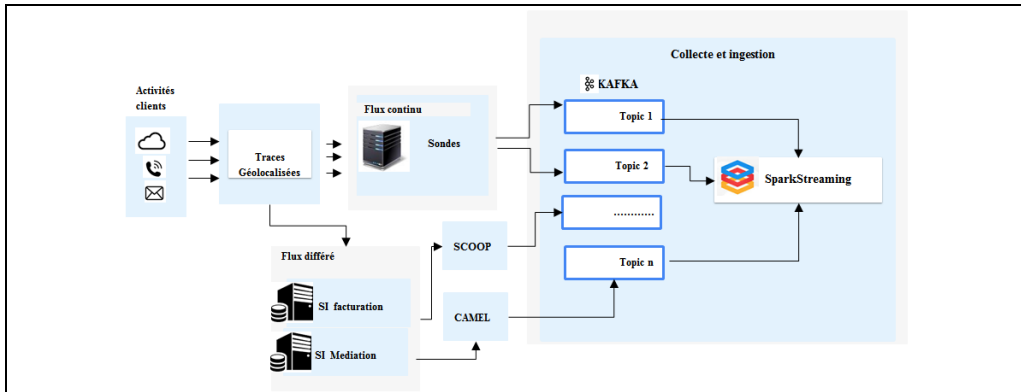 Collecte et ingestion
KAFKA
Activités
clients
Flux continu
Topic 1
Sondes
Traces
Géolocalisées
Topic 2
SparkStreaming
............
SCOOP
Flux différé
Topic n
SI facturation
CAMEL
SI Mediation